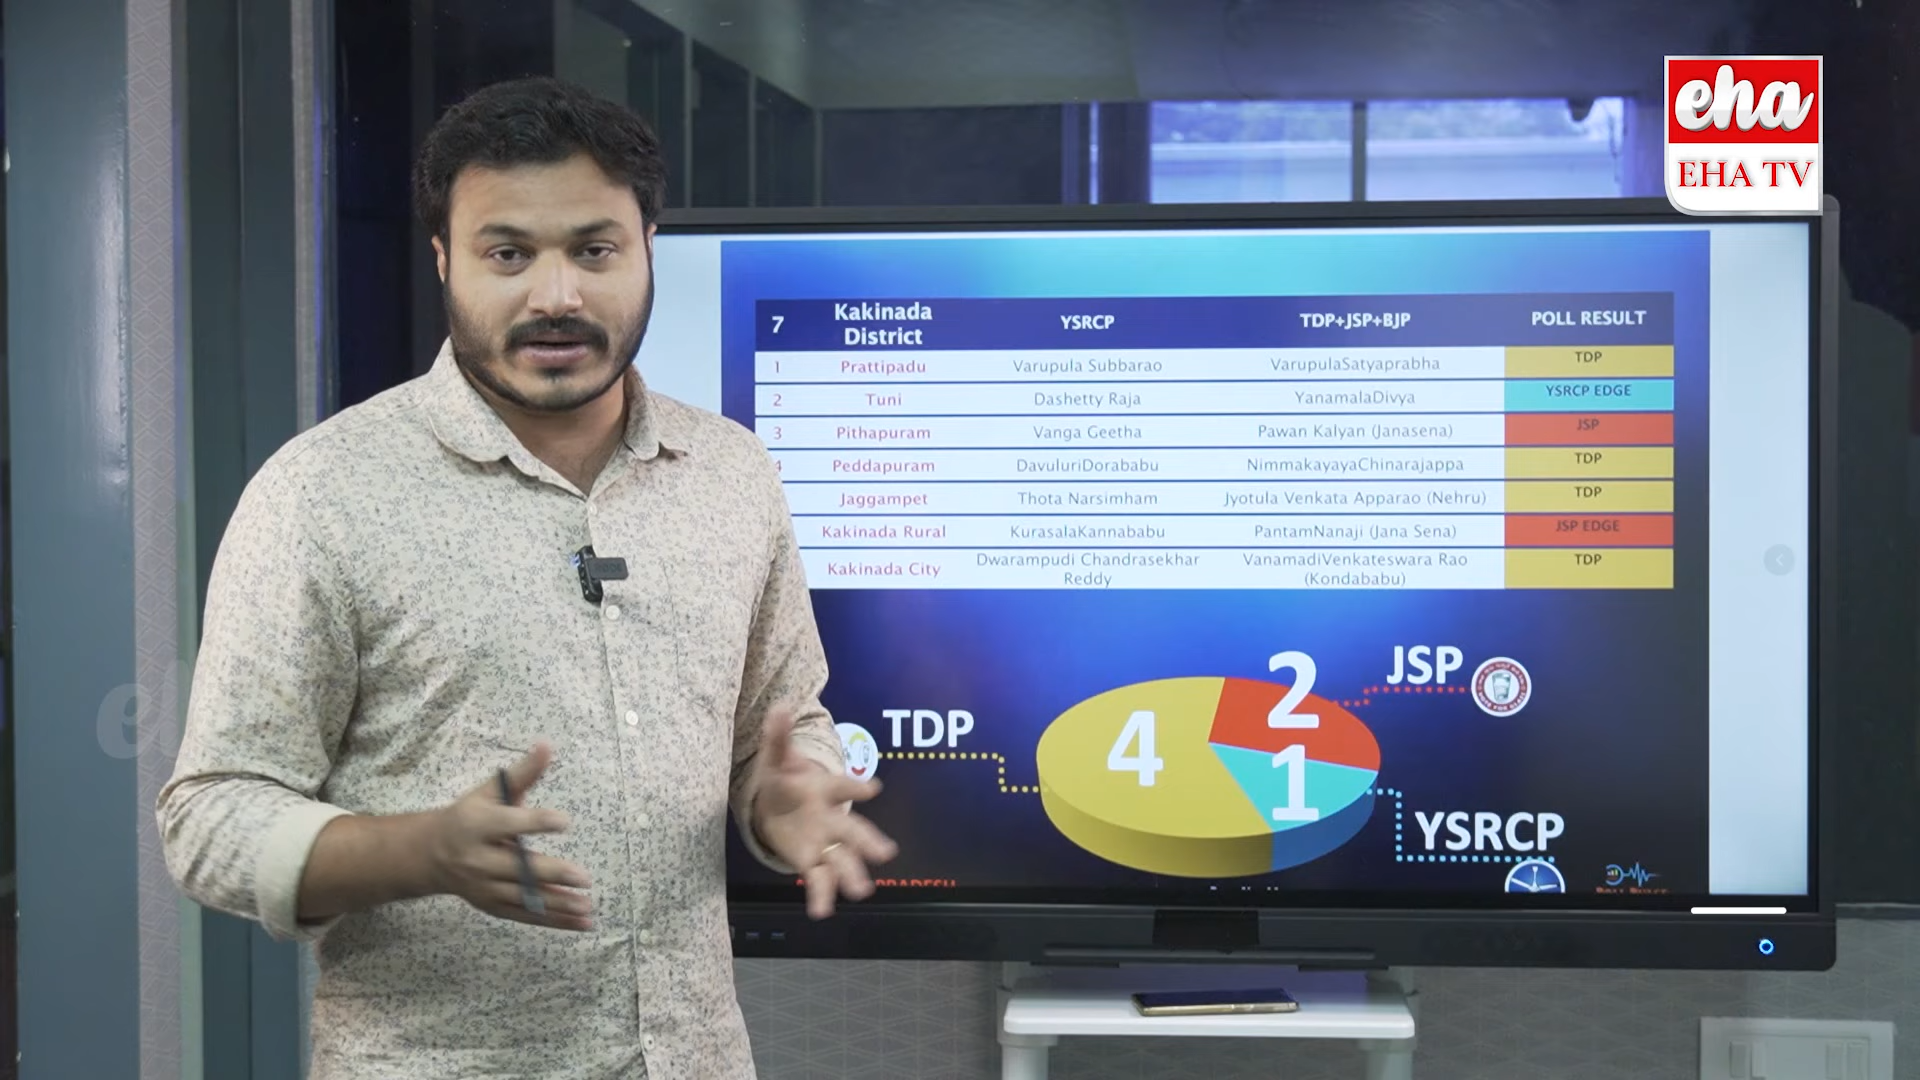 eha
EHA TV
7 Kakinada District YSRCP TDP+JSP+BJP POLL RESULT
1 Prattipadu Varupula Subbarao VarupulaSatyaprabha TDP
2 Tuni Dashetty Raja YanamalaDivya YSRCP EDGE
3 Pithapuram Vanga Geetha Pawan Kalyan (Janasena) JSP
4 Peddapuram DavuluriDorababu NimmakayayaChinarajappa TDP
Jaggampet Thota Narsimham Jyotula Venkata Apparao (Nehru) TDP
Kakinada Rural KurasalaKannababu PantamNanaji (Jana Sena) JSP EDGE
Kakinada City Dwarampudi Chandrasekhar Reddy VanamadiVenkateswara Rao (Kondababu) TDP
TDP
4
2
JSP
1
YSRCP